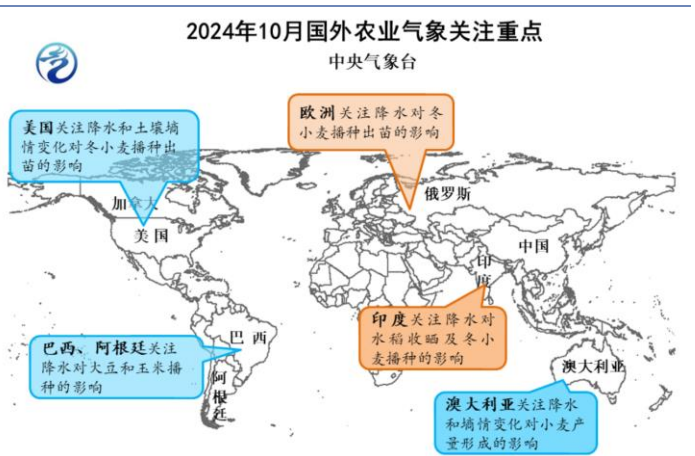 2024年10月国外农业气象关注重点
中央气象台
美国关注降水和土壤墒
情变化对冬小麦播种出
苗的影响
欧洲关注降水对冬
小麦播种出苗的影响
加拿大
美国
俄罗斯
中国
印
度
巴西、阿根廷关注
降水对大豆和玉米播
种的影响
巴西
阿
根
廷
印度关注降水对
水稻收晒及冬小
麦播种的影响
澳大利亚
澳大利亚关注降水
和墒情变化对小麦产
量形成的影响